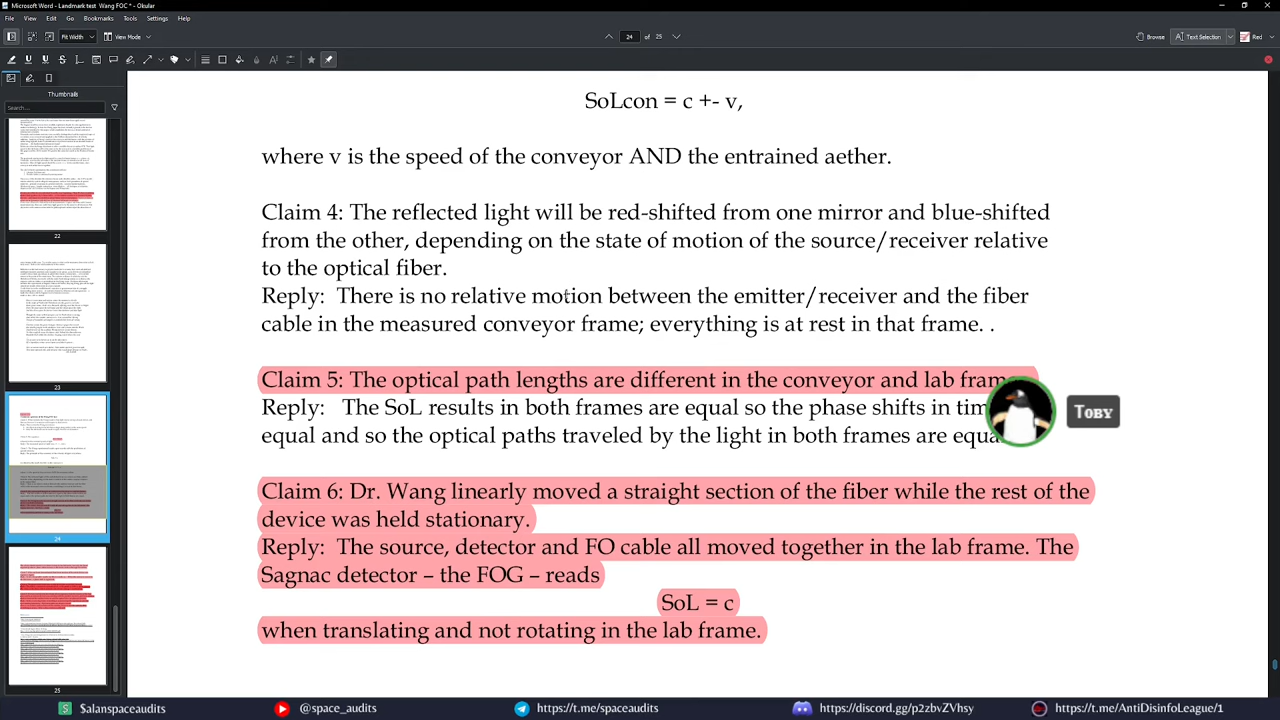 Microsoft Word - Landmark test Wang FOC * - Okular
File View Edit Go Bookmarks Tools Settings Help
Fit Width View Mode 24 of 25 Browse Text Selection Red
Thumbnails
Search...
22
23
24
25
SoLcon = c +- v,
where v is the speed of the conveyor AND the entrained aether.
Claim 4: The reflected light will be red-shifted from one mirror and blue-shifted
from the other, depending on the state of motion of the source/receiver relative
to the optical fiber.
Reply: There is no relative motion between the emitter/receiver and the fiber
cable in the measured conveyor frame; everything is at rest in that frame. .
Claim 5: The optical path lengths are different in the conveyor and lab
Reply: The SoL results in both frames are equal so the phase shifts in
equal and so the optical paths traveled by the light in both frames are
TOBY
Claim 6: Dr. Wang literally moved a straight section of the fiber while the rest of the
device was held stationary.
Reply: The source, detector and FO cable all moved together in the lab frame. The
Sagnac detector – the FOC – reads
SoL = c
when translating and not rotating in the lab frame.
$alanspaceaudits @space_audits https://t.me/spaceaudits https://discord.gg/p2zbvZVhsy https://t.me/AntiDisinfoLeague/1